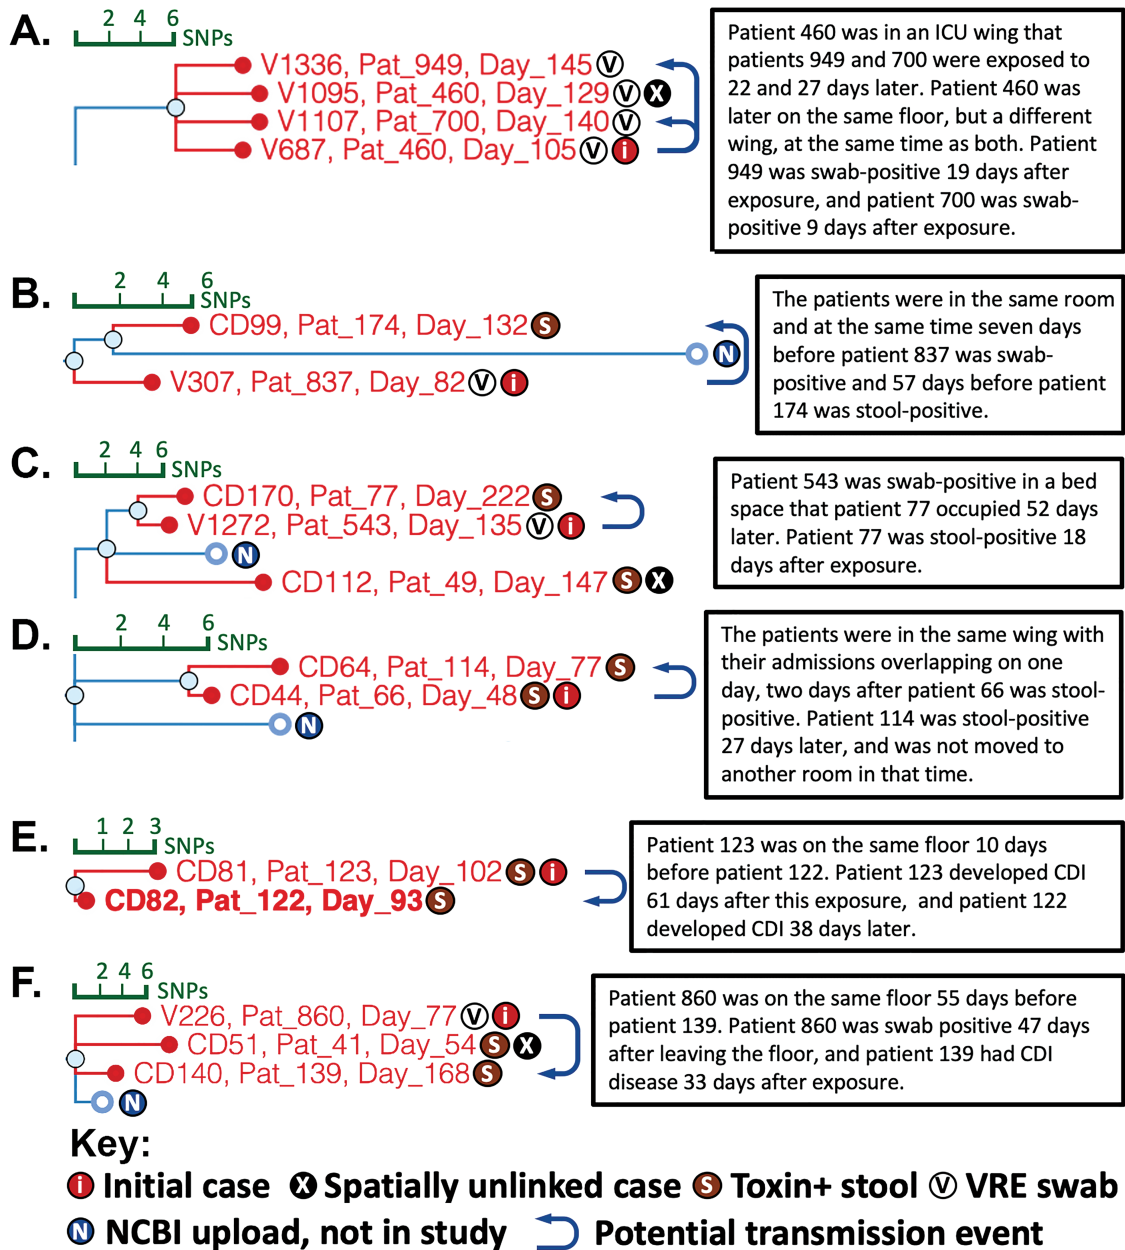 A.
2 4 6
SNPs
V1336, Pat_949, Day_145 V
V1095, Pat_460, Day_129 V X
V1107, Pat_700, Day_140 V
V687, Pat_460, Day_105 V i
Patient 460 was in an ICU wing that
patients 949 and 700 were exposed to
22 and 27 days later. Patient 460 was
later on the same floor, but a different
wing, at the same time as both. Patient
949 was swab-positive 19 days after
exposure, and patient 700 was swab-
positive 9 days after exposure.
B.
2 4 6
SNPs
CD99, Pat_174, Day_132 S
N
V307, Pat_837, Day_82 V i
The patients were in the same room
and at the same time seven days
before patient 837 was swab-
positive and 57 days before patient
174 was stool-positive.
C.
2 4 6
SNPs
CD170, Pat_77, Day_222 S
V1272, Pat_543, Day_135 V i
N
CD112, Pat_49, Day_147 S X
Patient 543 was swab-positive in a bed
space that patient 77 occupied 52 days
later. Patient 77 was stool-positive 18
days after exposure.
D.
2 4 6
SNPs
CD64, Pat_114, Day_77 S
CD44, Pat_66, Day_48 S i
N
The patients were in the same wing with
their admissions overlapping on one
day, two days after patient 66 was stool-
positive. Patient 114 was stool-positive
27 days later, and was not moved to
another room in that time.
E.
1 2 3
SNPs
CD81, Pat_123, Day_102 S i
CD82, Pat_122, Day_93 S
Patient 123 was on the same floor 10 days
before patient 122. Patient 123 developed CDI
61 days after this exposure, and patient 122
developed CDI 38 days later.
F.
2 4 6
SNPs
V226, Pat_860, Day_77 V i
CD51, Pat_41, Day_54 S X
CD140, Pat_139, Day_168 S
N
Patient 860 was on the same floor 55 days before
patient 139. Patient 860 was swab positive 47 days
after leaving the floor, and patient 139 had CDI
disease 33 days after exposure.
Key:
i Initial case X Spatially unlinked case S Toxin+ stool V VRE swab
N NCBI upload, not in study Potential transmission event